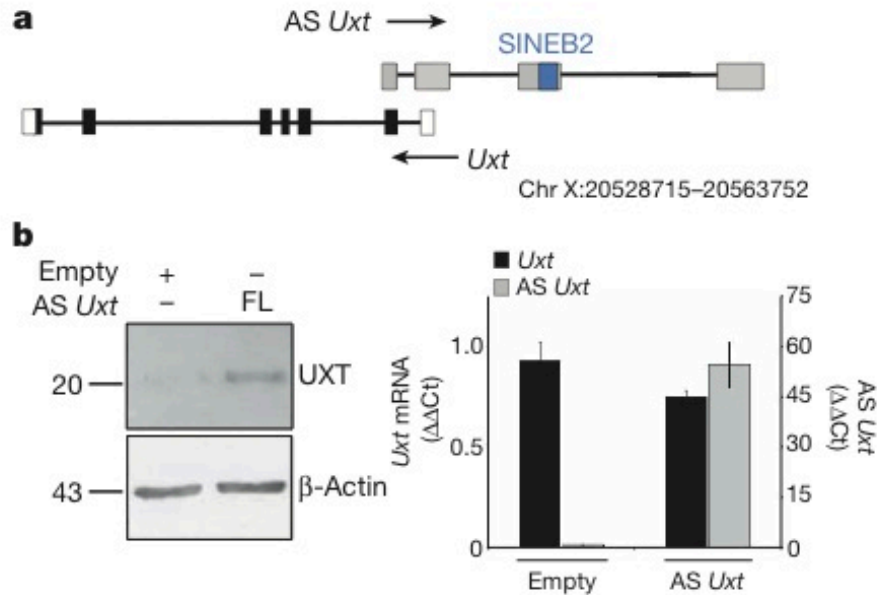 a
AS Uxt
SINEB2
Uxt
Chr X:20528715–20563752
b
Empty + –
AS Uxt – FL
20 UXT
43 β-Actin
Uxt
AS Uxt
Uxt mRNA
(ΔΔCt)
1.0
0.5
0
75
60
45
30
15
0
AS Uxt
(ΔΔCt)
Empty AS Uxt